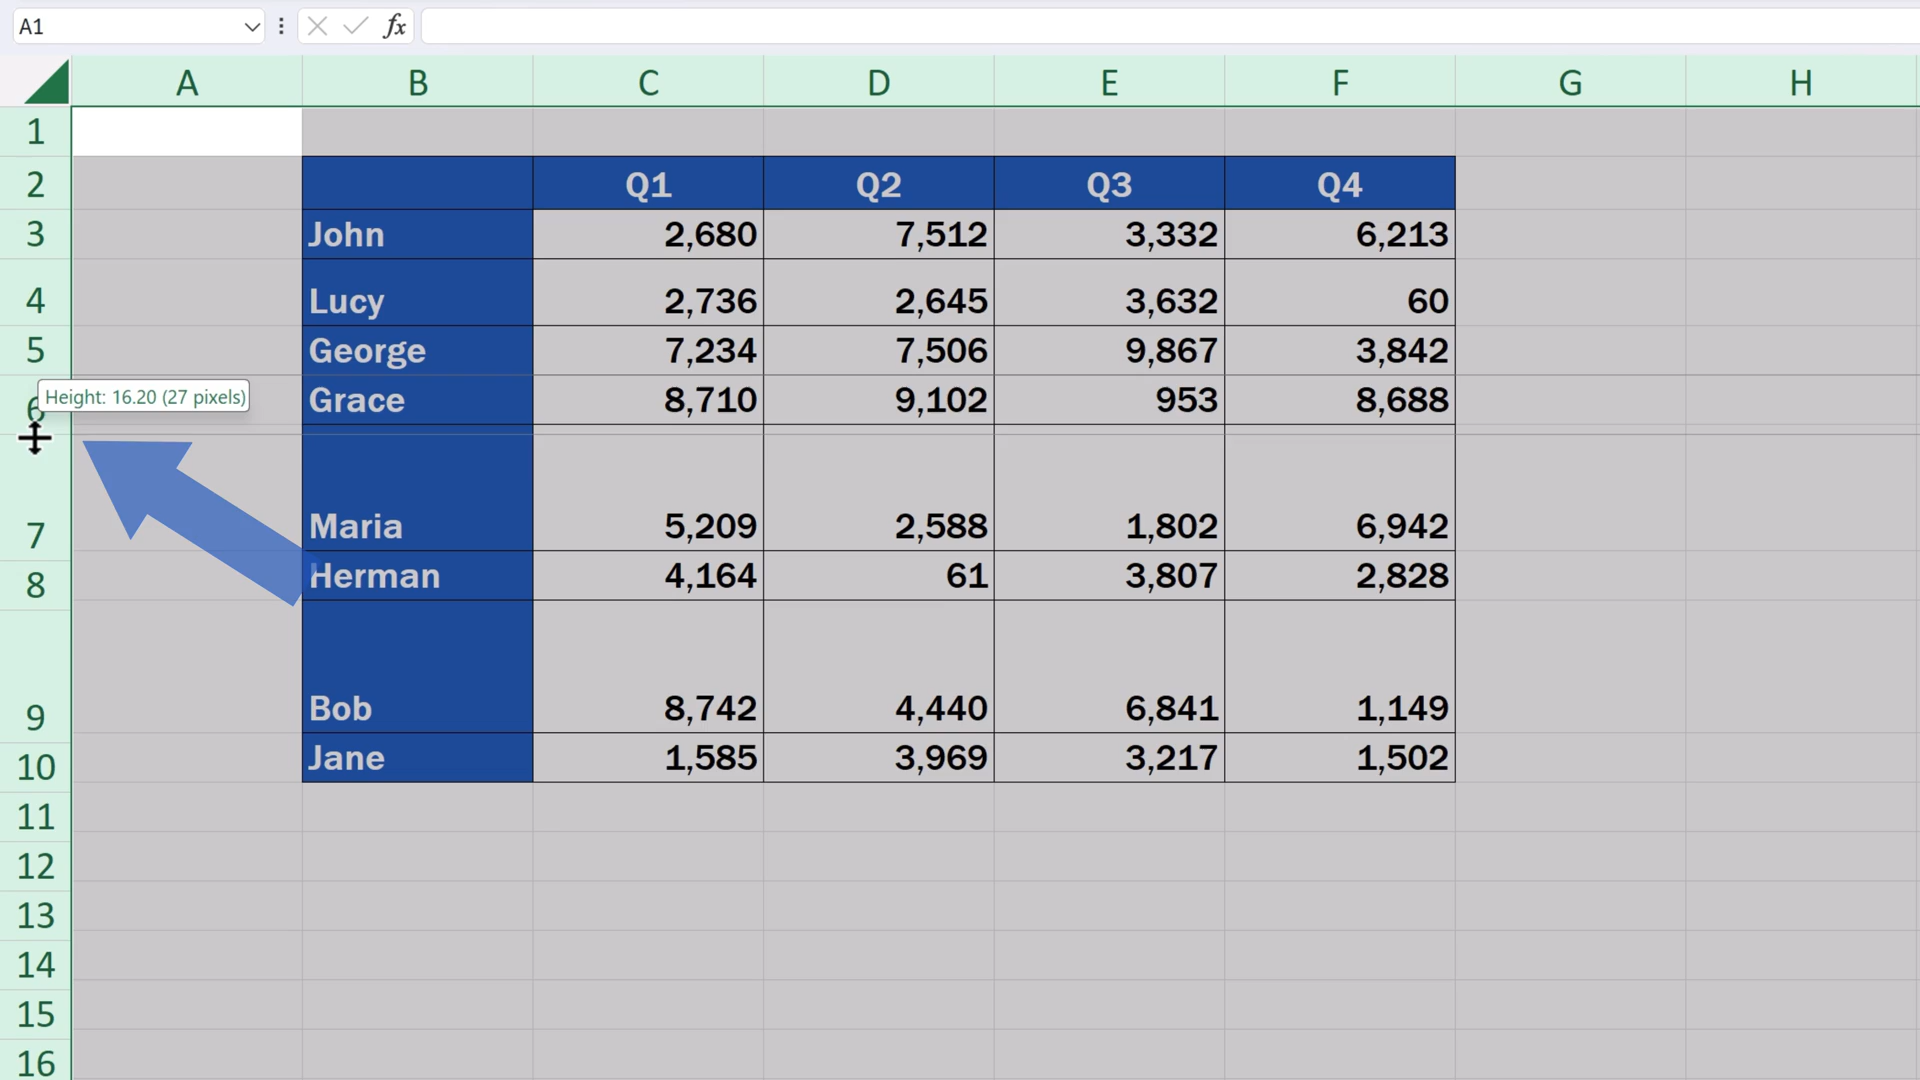 A1 fx
A B C D E F G H
1
2 Q1 Q2 Q3 Q4
3 John 2,680 7,512 3,332 6,213
4 Lucy 2,736 2,645 3,632 60
5 George 7,234 7,506 9,867 3,842
Height: 16.20 (27 pixels)
6 Grace 8,710 9,102 953 8,688
7 Maria 5,209 2,588 1,802 6,942
8 Herman 4,164 61 3,807 2,828
9 Bob 8,742 4,440 6,841 1,149
10 Jane 1,585 3,969 3,217 1,502
11
12
13
14
15
16